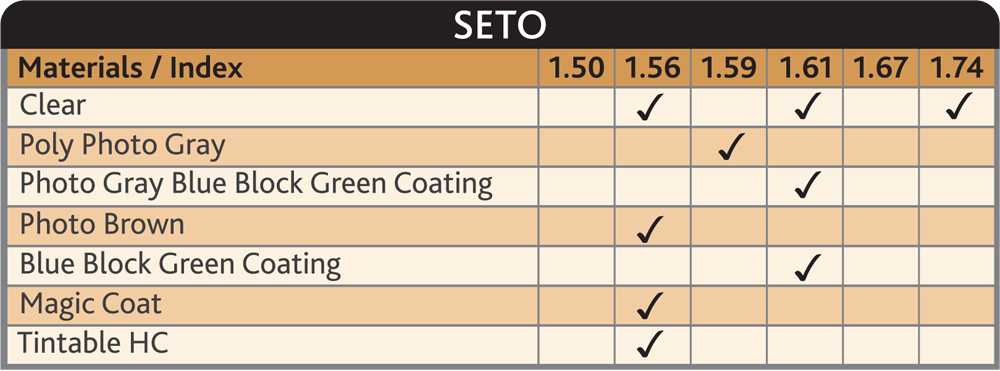 SETO
Materials / Index 1.50 1.56 1.59 1.61 1.67 1.74
Clear ✓ ✓ ✓
Poly Photo Gray ✓
Photo Gray Blue Block Green Coating ✓
Photo Brown ✓
Blue Block Green Coating ✓
Magic Coat ✓
Tintable HC ✓